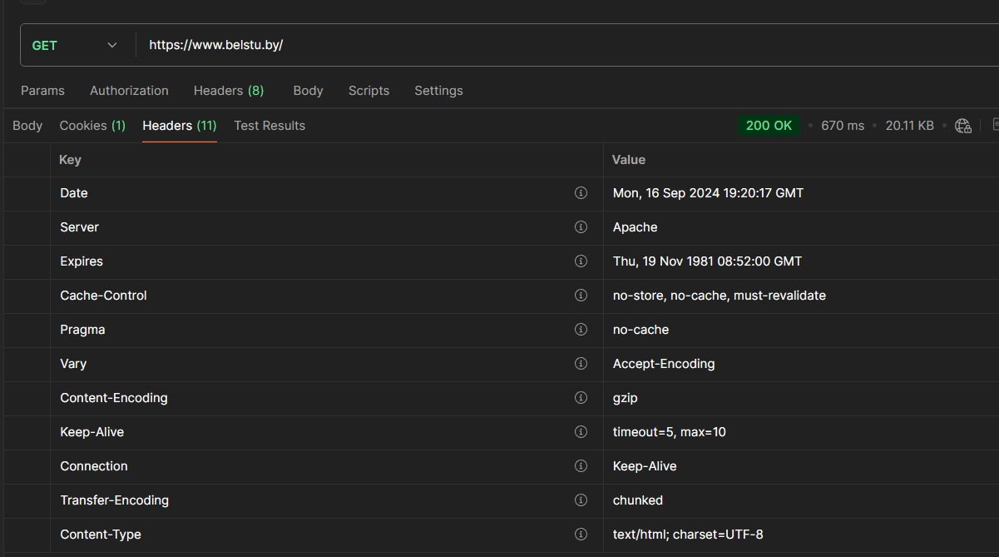 GET https://www.belstu.by/
Params Authorization Headers (8) Body Scripts Settings
Body Cookies (1) Headers (11) Test Results 200 OK • 670 ms • 20.11 KB •
Key Value
Date Mon, 16 Sep 2024 19:20:17 GMT
Server Apache
Expires Thu, 19 Nov 1981 08:52:00 GMT
Cache-Control no-store, no-cache, must-revalidate
Pragma no-cache
Vary Accept-Encoding
Content-Encoding gzip
Keep-Alive timeout=5, max=10
Connection Keep-Alive
Transfer-Encoding chunked
Content-Type text/html; charset=UTF-8